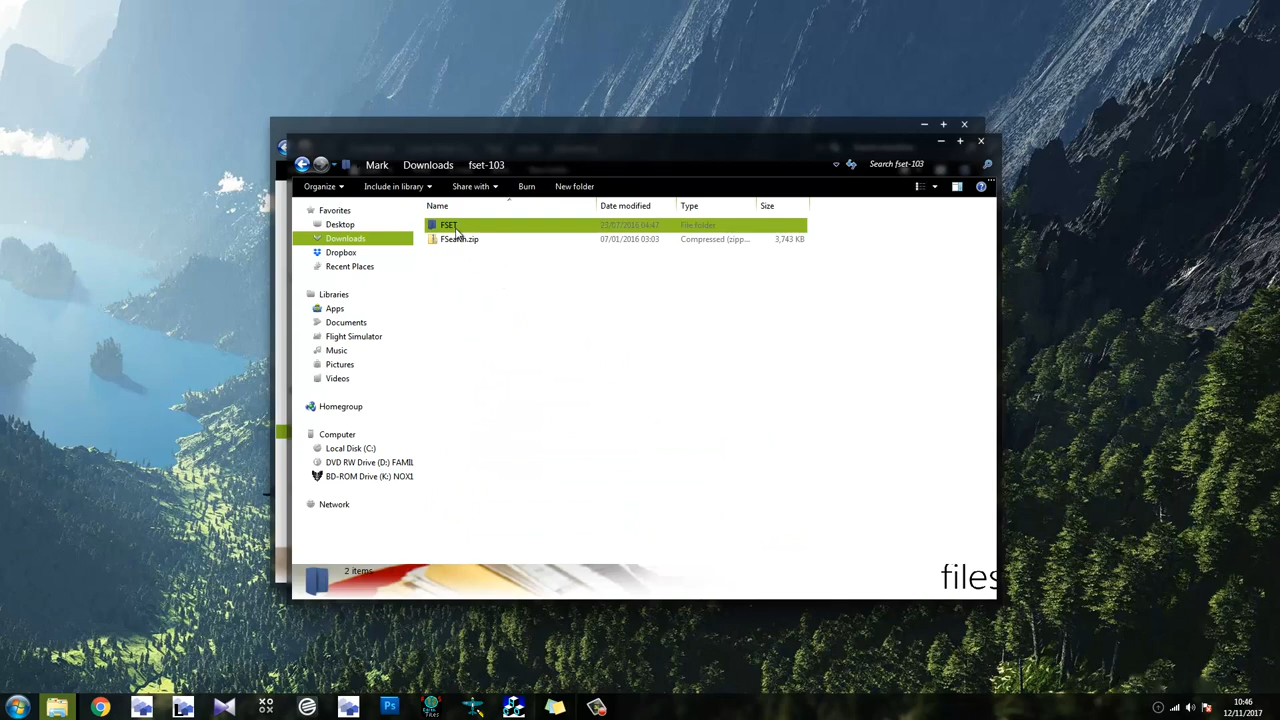 Mark Downloads fset-103 Search fset-103
Organize Include in library Share with Burn New folder
Name Date modified Type Size
Favorites
Desktop
Downloads
Dropbox
Recent Places
Libraries
Apps
Documents
Flight Simulator
Music
Pictures
Videos
Homegroup
Computer
Local Disk (C:)
DVD RW Drive (D:) FAMIL
BD-ROM Drive (K:) NOX1
Network
FSET 23/07/2016 04:47 File folder
FSearth.zip 07/01/2016 03:03 Compressed (zipp... 3,743 KB
2 items
files
10:46
12/11/2017